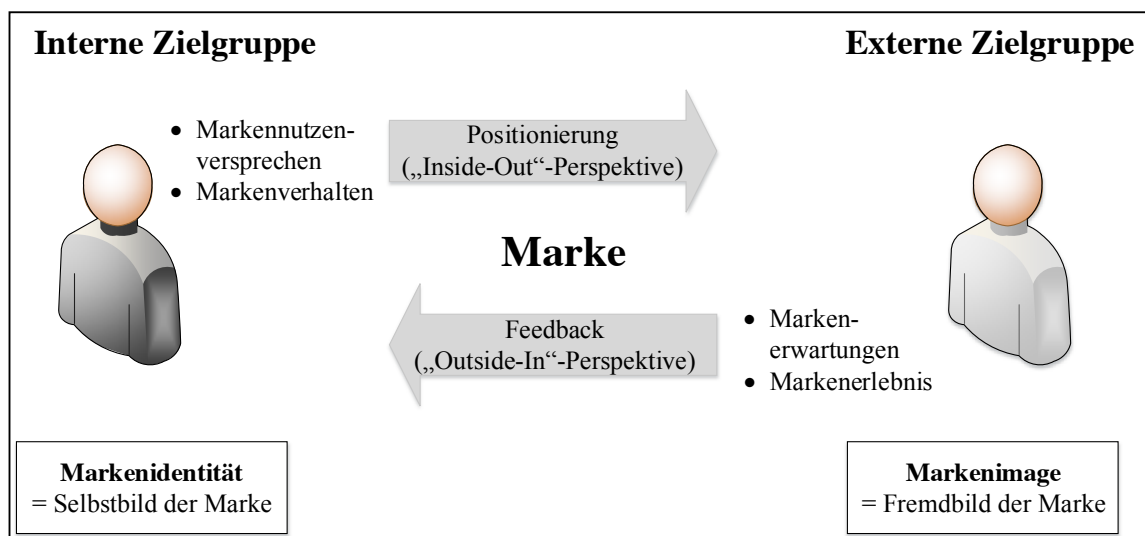 Interne Zielgruppe
Externe Zielgruppe
• Markennutzen-
versprechen
• Markenverhalten
Positionierung
(„Inside-Out“-Perspektive)
Marke
Feedback
(„Outside-In“-Perspektive)
• Marken-
erwartungen
• Markenerlebnis
Markenidentität
= Selbstbild der Marke
Markenimage
= Fremdbild der Marke